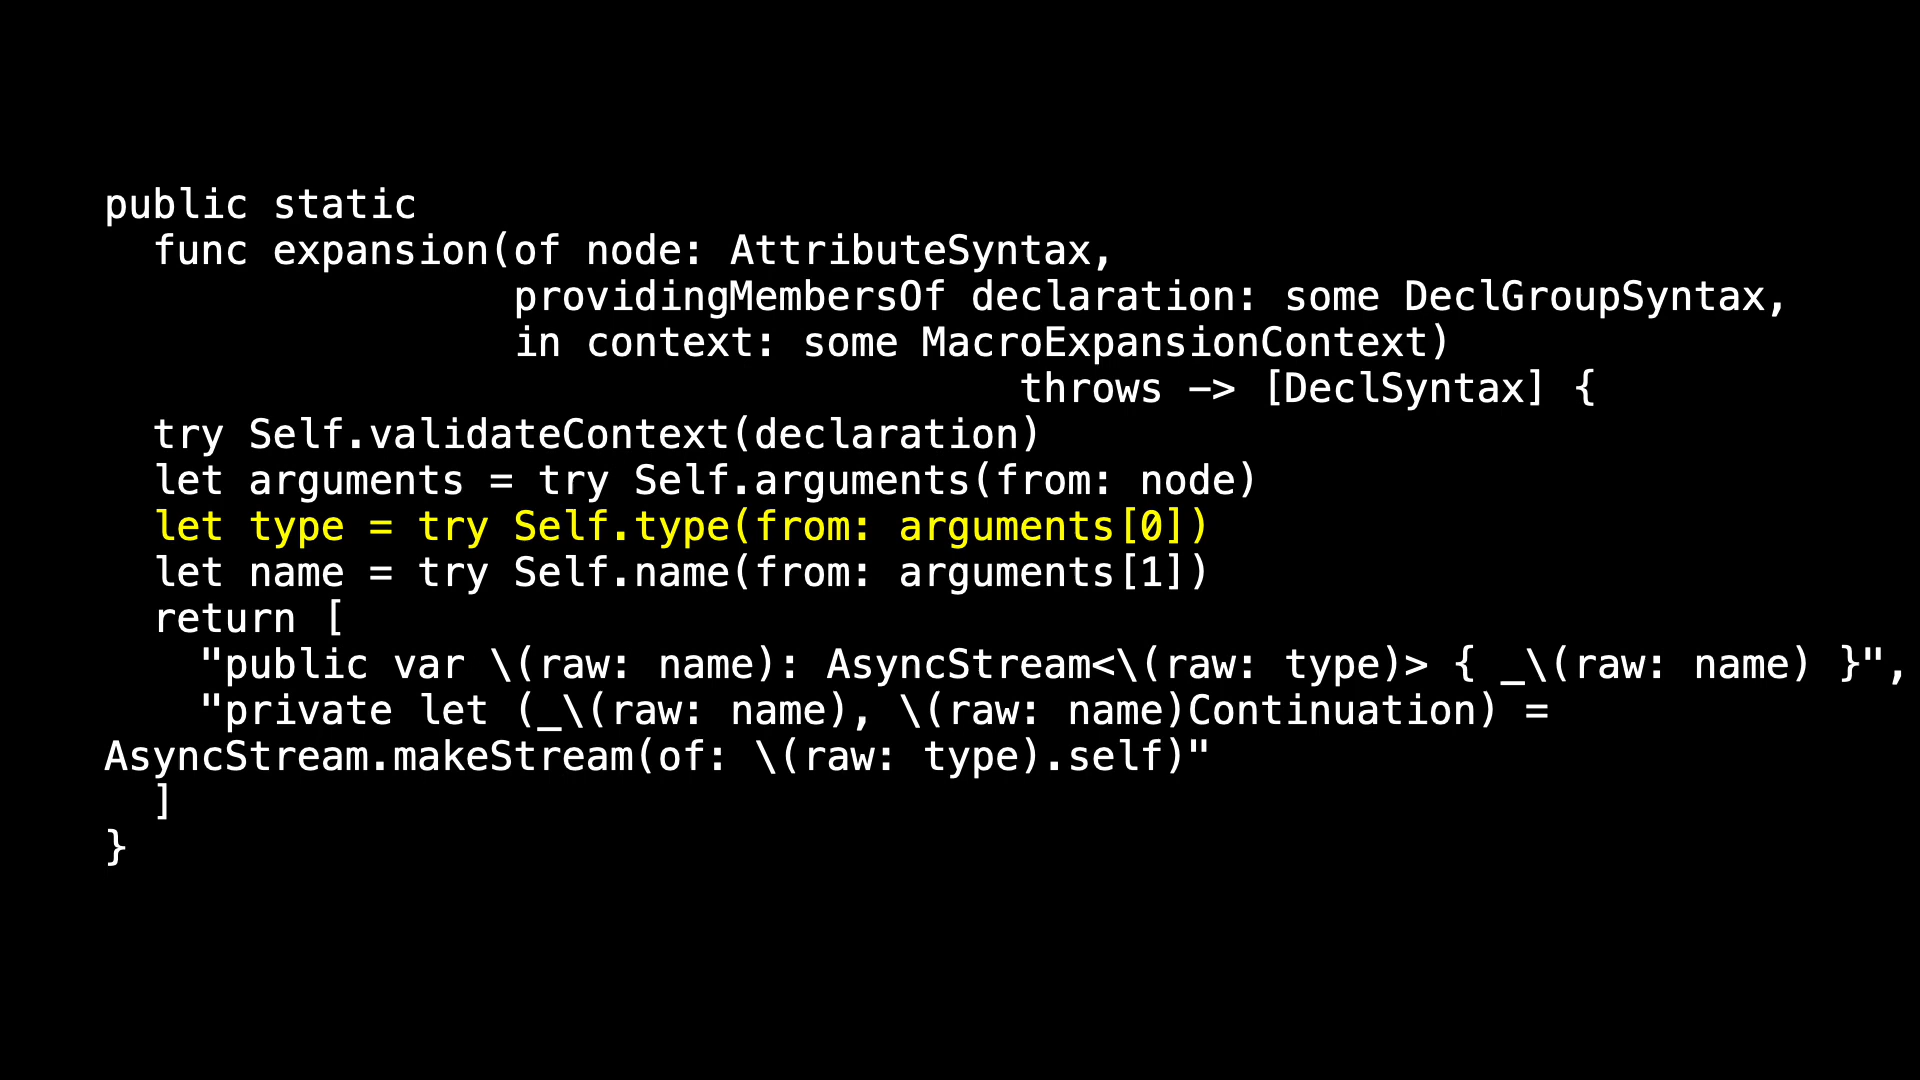 public static
  func expansion(of node: AttributeSyntax,
                 providingMembersOf declaration: some DeclGroupSyntax,
                 in context: some MacroExpansionContext)
                                      throws -> [DeclSyntax] {
  try Self.validateContext(declaration)
  let arguments = try Self.arguments(from: node)
  let type = try Self.type(from: arguments[0])
  let name = try Self.name(from: arguments[1])
  return [
    "public var \(raw: name): AsyncStream<\(raw: type)> { _\(raw: name) }",
    "private let (_\(raw: name), \(raw: name)Continuation) =
AsyncStream.makeStream(of: \(raw: type).self)"
  ]
}